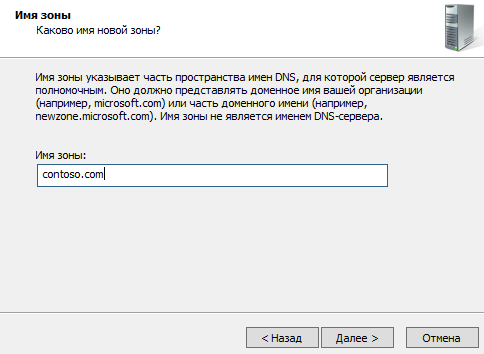 Имя зоны
Каково имя новой зоны?
Имя зоны указывает часть пространства имен DNS, для которой сервер является
полномочным. Оно должно представлять доменное имя вашей организации
(например, microsoft.com) или часть доменного имени (например,
newzone.microsoft.com). Имя зоны не является именем DNS-сервера.
Имя зоны:
contoso.com
< Назад Далее > Отмена